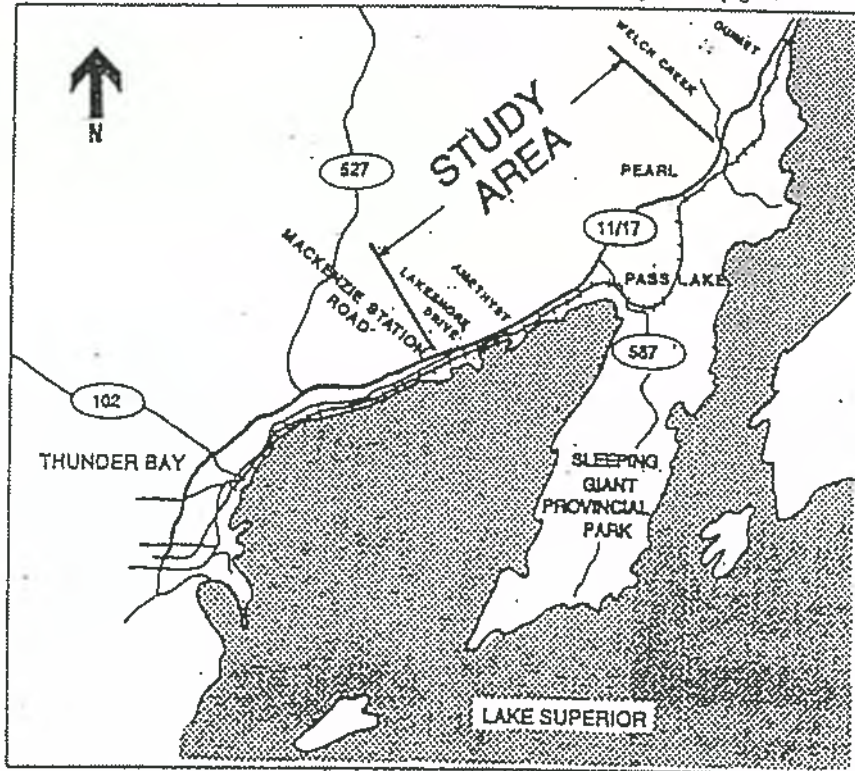 OUIMET
WELCH CREEK
N
STUDY
AREA
527
PEARL
11/17
MACKENZIE STATION
ROAD
LAKESHORE
DRIVE
AMETHYST
PASS LAKE
587
102
THUNDER BAY
SLEEPING
GIANT
PROVINCIAL
PARK
LAKE SUPERIOR